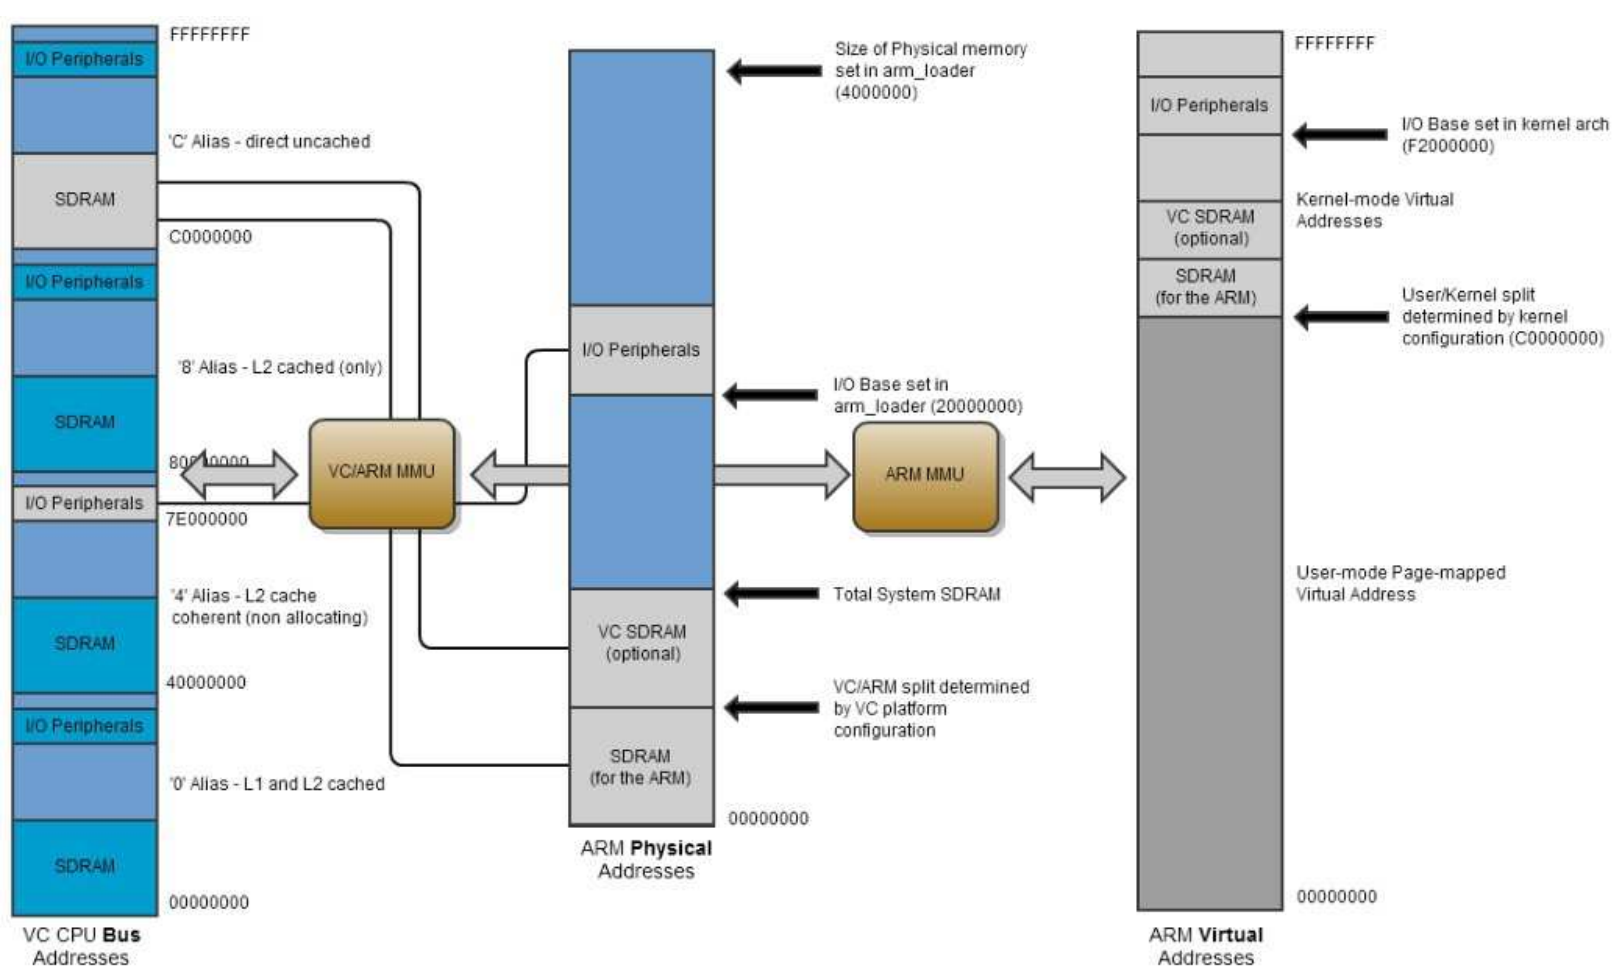 FFFFFFFF
I/O Peripherals
'C' Alias - direct uncached
SDRAM
C0000000
I/O Peripherals
'8' Alias - L2 cached (only)
SDRAM
80000000
I/O Peripherals
7E000000
'4' Alias - L2 cache
coherent (non allocating)
SDRAM
40000000
I/O Peripherals
'0' Alias - L1 and L2 cached
SDRAM
00000000
VC CPU Bus
Addresses
VC/ARM MMU
Size of Physical memory
set in arm_loader
(4000000)
I/O Peripherals
I/O Base set in
arm_loader (20000000)
Total System SDRAM
VC SDRAM
(optional)
VC/ARM split determined
by VC platform
configuration
SDRAM
(for the ARM)
00000000
ARM Physical
Addresses
ARM MMU
FFFFFFFF
I/O Peripherals
I/O Base set in kernel arch
(F2000000)
Kernel-mode Virtual
Addresses
VC SDRAM
(optional)
SDRAM
(for the ARM)
User/Kernel split
determined by kernel
configuration (C0000000)
User-mode Page-mapped
Virtual Address
00000000
ARM Virtual
Addresses